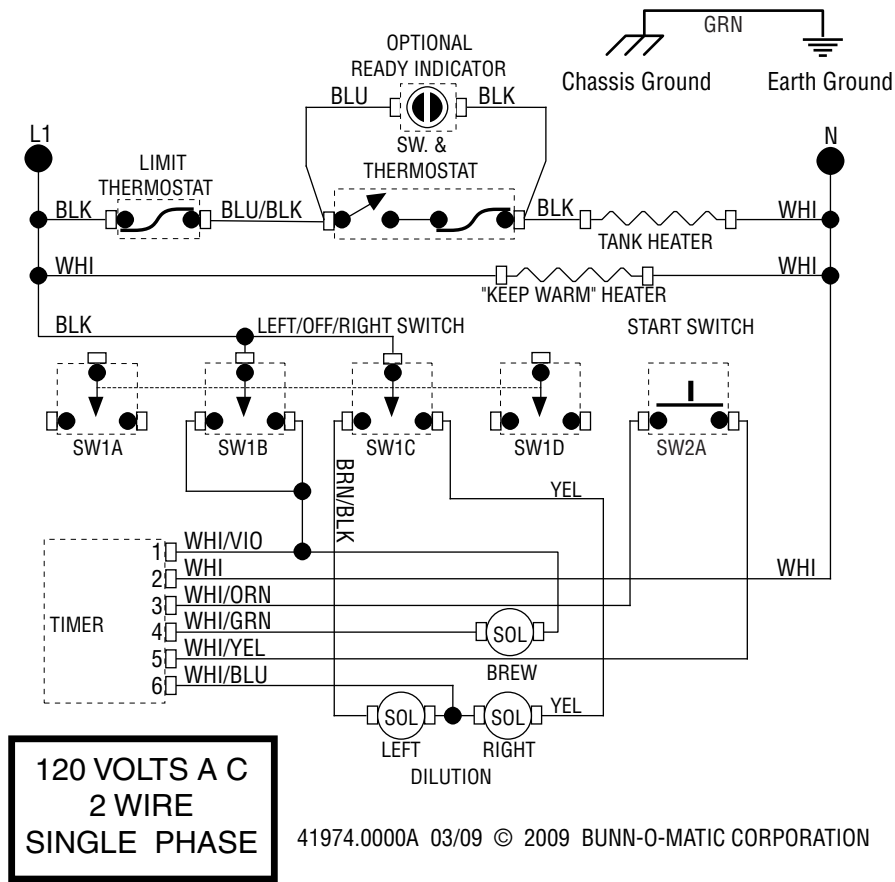 GRN
Chassis Ground
Earth Ground
OPTIONAL
READY INDICATOR
BLU
BLK
SW. &
THERMOSTAT
L1
N
LIMIT
THERMOSTAT
BLK
BLU/BLK
BLK
WHI
TANK HEATER
WHI
WHI
"KEEP WARM" HEATER
BLK
LEFT/OFF/RIGHT SWITCH
START SWITCH
SW1A
SW1B
SW1C
SW1D
SW2A
BRN/BLK
YEL
TIMER
1 WHI/VIO
2 WHI
WHI
3 WHI/ORN
4 WHI/GRN
5 WHI/YEL
6 WHI/BLU
SOL
BREW
SOL
SOL
YEL
LEFT
RIGHT
DILUTION
120 VOLTS A C
2 WIRE
SINGLE PHASE
41974.0000A 03/09 © 2009 BUNN-O-MATIC CORPORATION